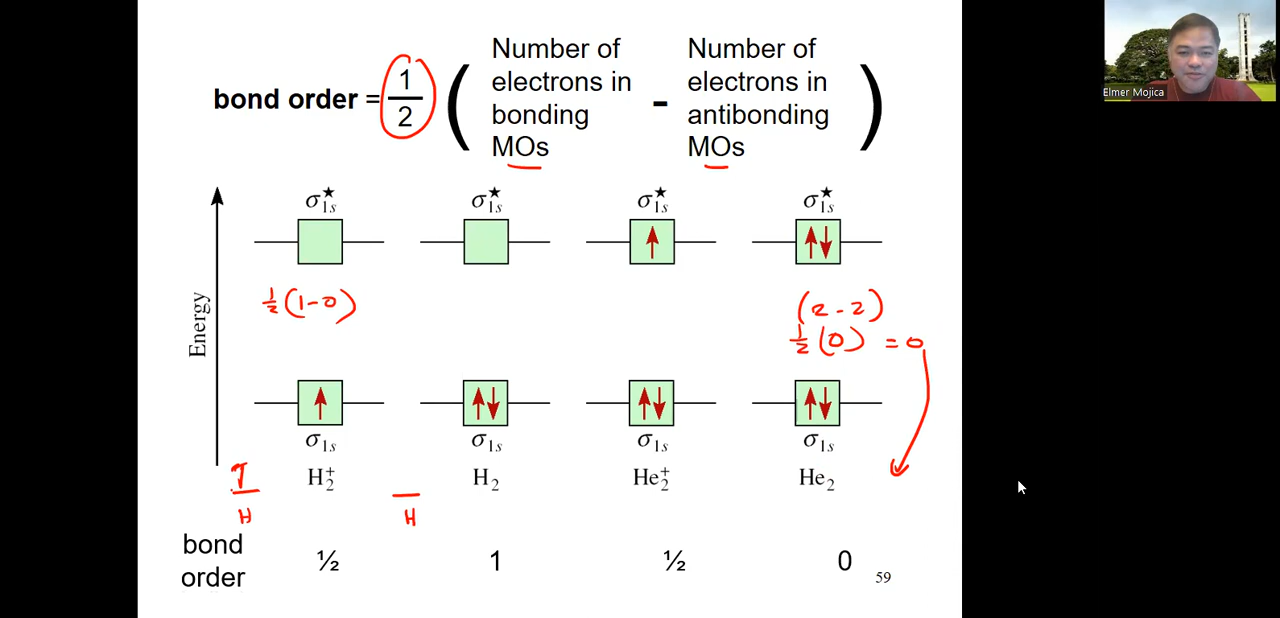 Number of Number of
electrons in electrons in
bond order = 1/2 ( bonding - antibonding )
MOs MOs
Elmer Mojica
σ★1s σ★1s σ★1s σ★1s
Energy
½(1-0) (2-2)
½(0) = 0
σ1s σ1s σ1s σ1s
H2+ H2 He2+ He2
H H
bond
order ½ 1 ½ 0
59